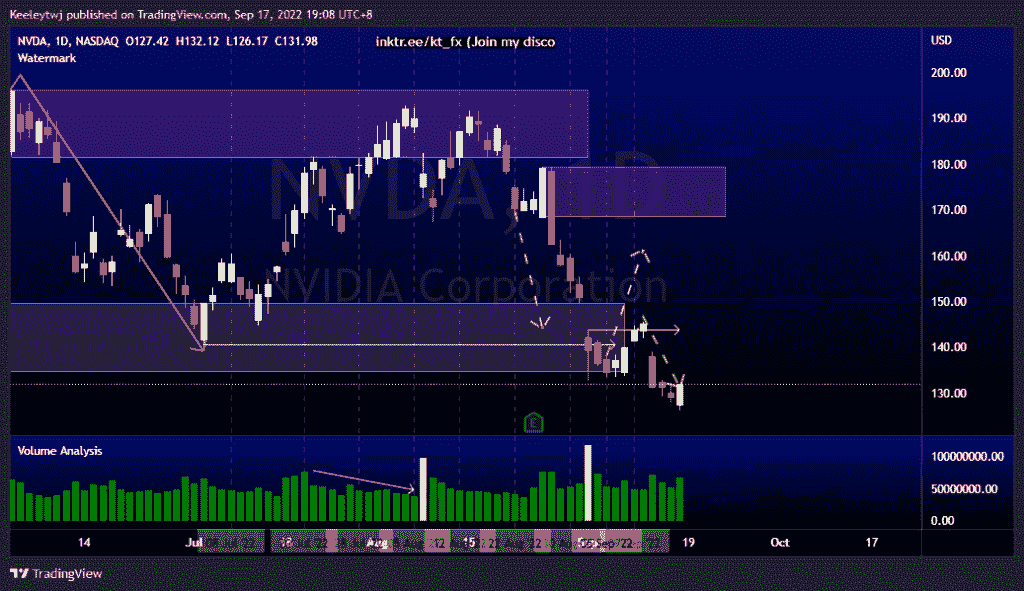 Keeleytwj published on TradingView.com, Sep 17, 2022 19:08 UTC+8
NVDA, 1D, NASDAQ O127.42 H132.12 L126.17 C131.98
inktr.ee/kt_fx (Join my disco
Watermark
USD
200.00
190.00
180.00
170.00
160.00
150.00
140.00
130.00
NVDA, 1D
NVIDIA Corporation
E
Volume Analysis
100000000.00
50000000.00
0.00
14 Jul Aug 15 Sep 19 Oct 17
TradingView